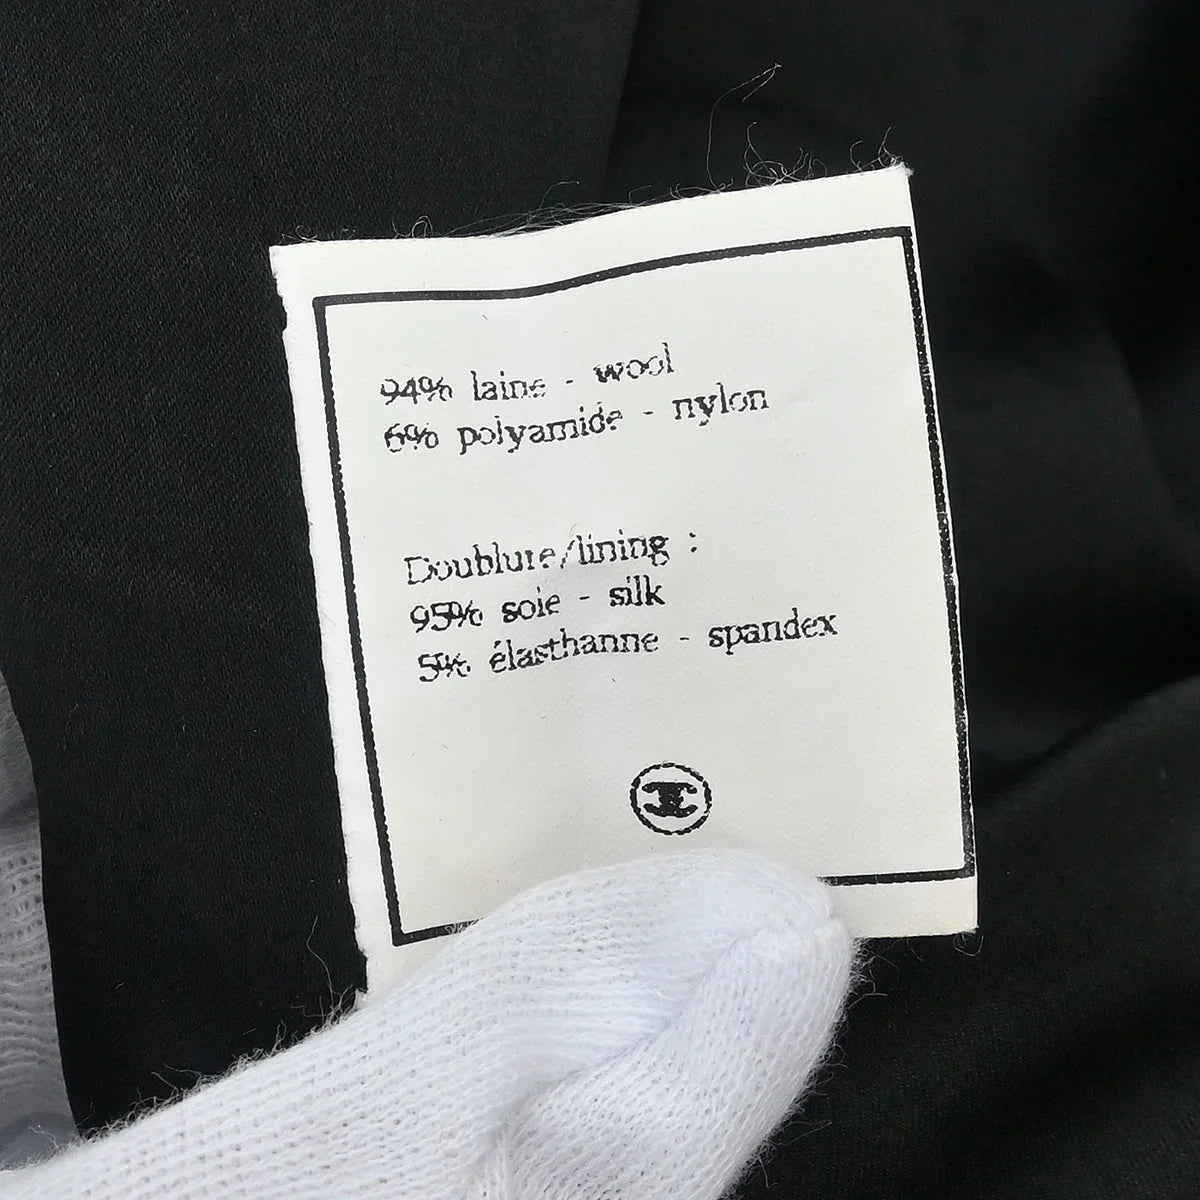 94% laine - wool
6% polyamide - nylon
Doublure/lining :
95% soie - silk
5% élasthanne - spandex